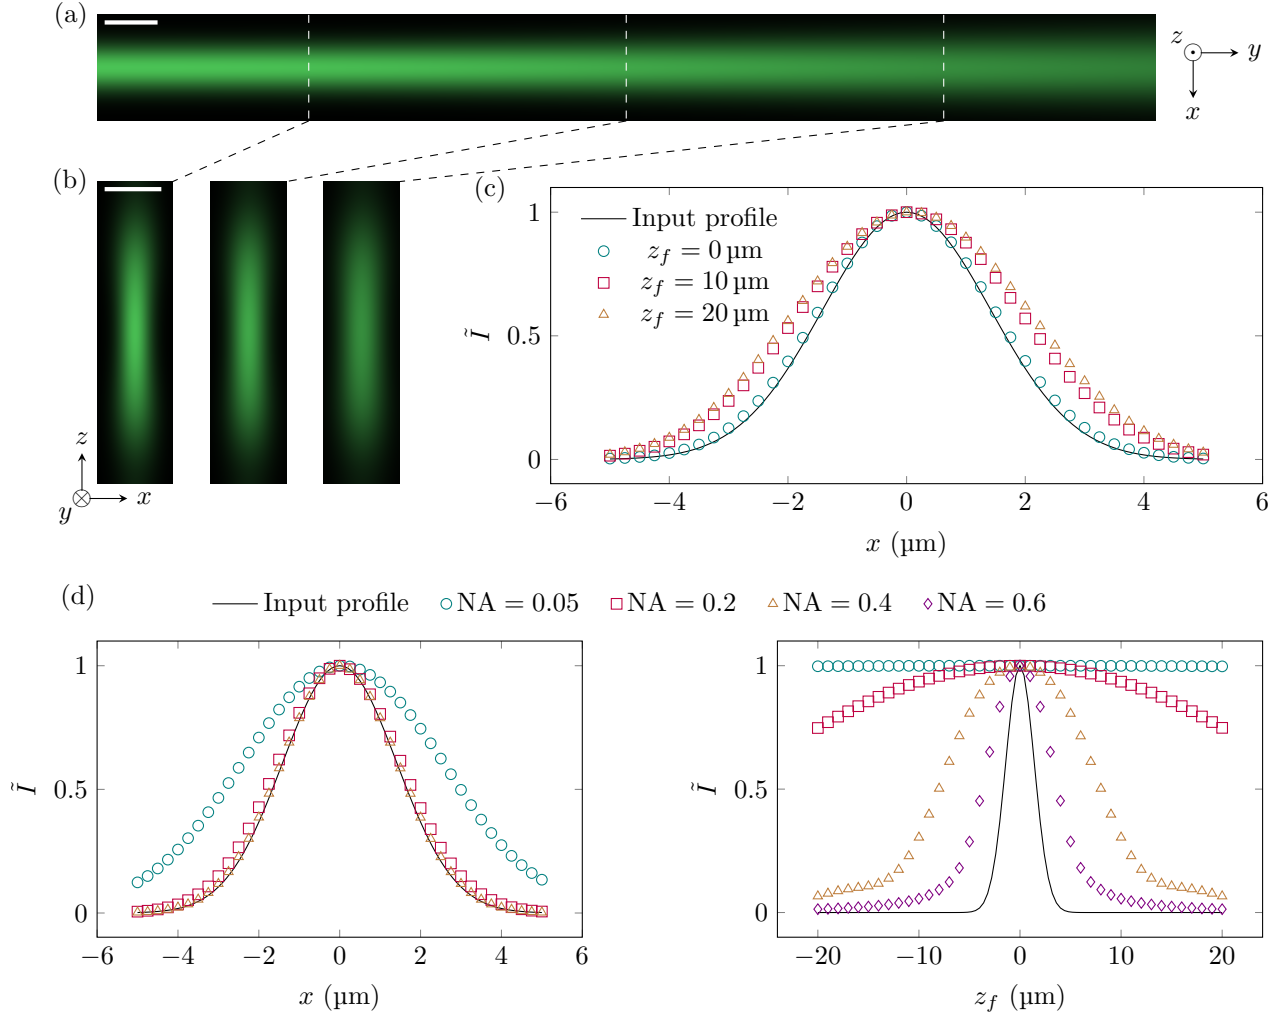 (a)
z
y
x
(b)
z
y
x
(c)
Input profile
z_f = 0 µm
z_f = 10 µm
z_f = 20 µm
1
0.5
0
Ĩ
−6 −4 −2 0 2 4 6
x (µm)
(d)
Input profile NA = 0.05 NA = 0.2 NA = 0.4 NA = 0.6
1
0.5
0
Ĩ
−6 −4 −2 0 2 4 6
x (µm)
1
0.5
0
Ĩ
−20 −10 0 10 20
z_f (µm)